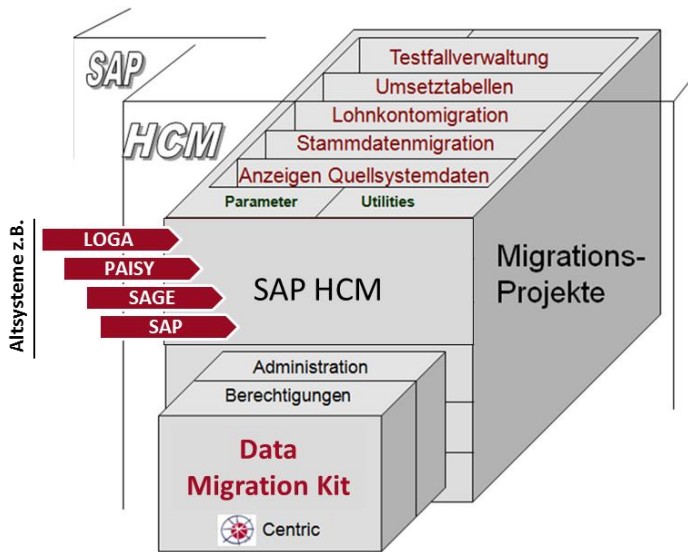 SAP
HCM
Testfallverwaltung
Umsetztabellen
Lohnkontomigration
Stammdatenmigration
Anzeigen Quellsystemdaten
Parameter
Utilities
Altsysteme z.B.
LOGA
PAISY
SAGE
SAP
SAP HCM
Migrations-
Projekte
Administration
Berechtigungen
Data
Migration Kit
Centric